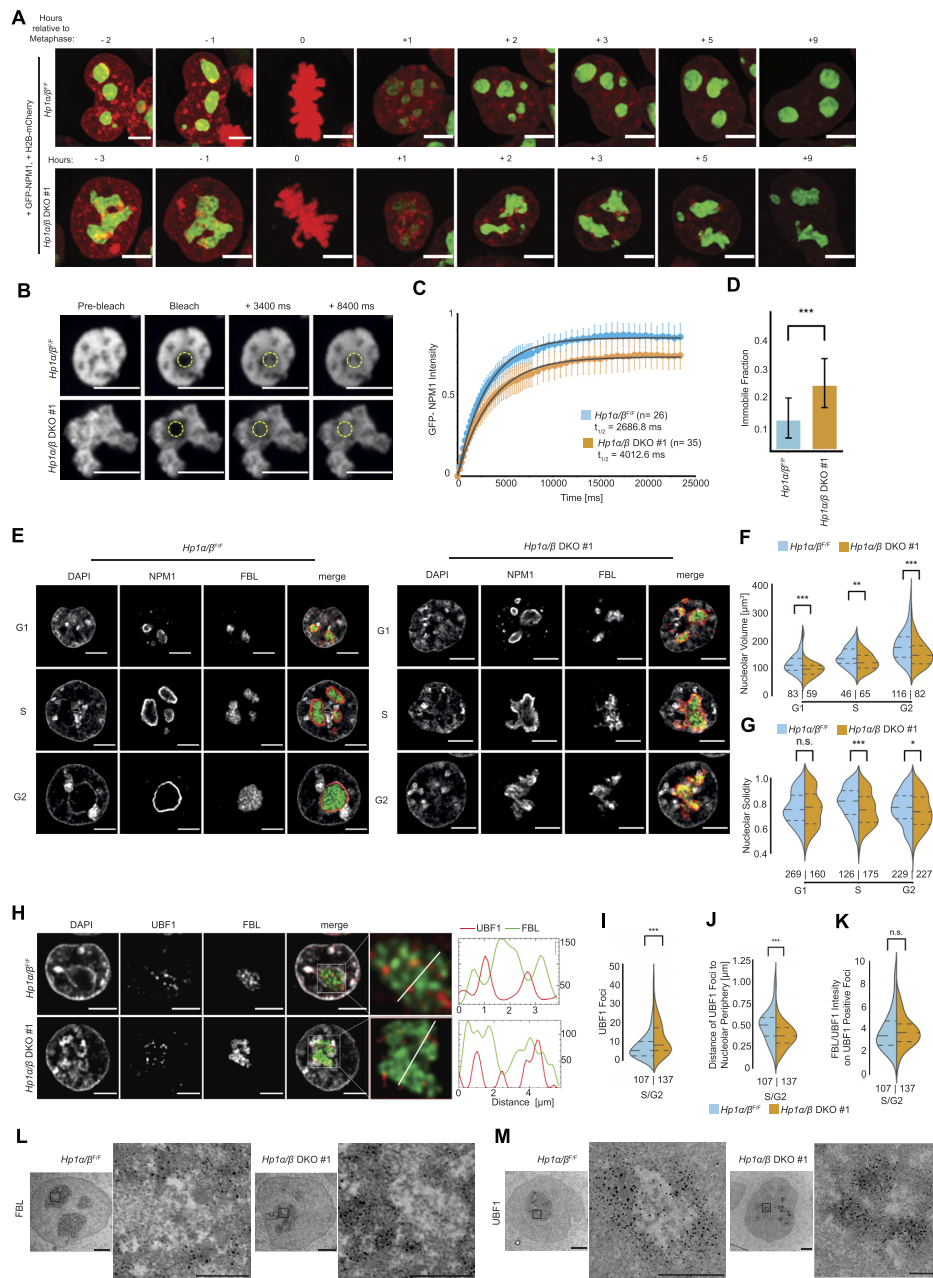 A
Hours
relative to
Metaphase:
- 2
- 1
0
+1
+ 2
+ 3
+ 5
+9
+ GFP-NPM1, + H2B-mCherry
Hp1α/βF/F
Hours:
- 3
- 1
0
+1
+ 2
+ 3
+ 5
+9
Hp1α/β DKO #1
B
Pre-bleach
Bleach
+ 3400 ms
+ 8400 ms
Hp1α/βF/F
Hp1α/β DKO #1
C
GFP- NPM1 Intensity
1
0.5
0
Hp1α/βF/F (n= 26)
t1/2 = 2686.8 ms
Hp1α/β DKO #1 (n= 35)
t1/2 = 4012.6 ms
0
5000
10000
15000
20000
25000
Time [ms]
D
***
Immobile Fraction
0.4
0.3
0.2
0.1
Hp1α/βF/F
Hp1α/β DKO #1
E
Hp1α/βF/F
Hp1α/β DKO #1
DAPI
NPM1
FBL
merge
DAPI
NPM1
FBL
merge
G1
S
G2
G1
S
G2
F
Hp1α/βF/F
Hp1α/β DKO #1
Nucleolar Volume [μm³]
400
300
200
100
***
**
***
83 | 59
46 | 65
116 | 82
G1
S
G2
G
Hp1α/βF/F
Hp1α/β DKO #1
Nucleolar Solidity
1.0
0.8
0.6
0.4
n.s.
***
*
269 | 160
126 | 175
229 | 227
G1
S
G2
H
DAPI
UBF1
FBL
merge
UBF1
FBL
Hp1α/βF/F
Hp1α/β DKO #1
150
100
50
0
1
2
3
100
50
0
2
4
Distance [μm]
I
***
UBF1 Foci
50
40
30
20
10
0
107 | 137
S/G2
J
***
Distance of UBF1 Foci to
Nucleolar Periphery [μm]
1.25
1.00
0.75
0.50
0.25
0.00
107 | 137
S/G2
K
n.s.
FBL/UBF1 Intesity
on UBF1 Positive Foci
10
8
6
4
2
0
107 | 137
S/G2
Hp1α/βF/F
Hp1α/β DKO #1
L
Hp1α/βF/F
Hp1α/β DKO #1
FBL
M
Hp1α/βF/F
Hp1α/β DKO #1
UBF1